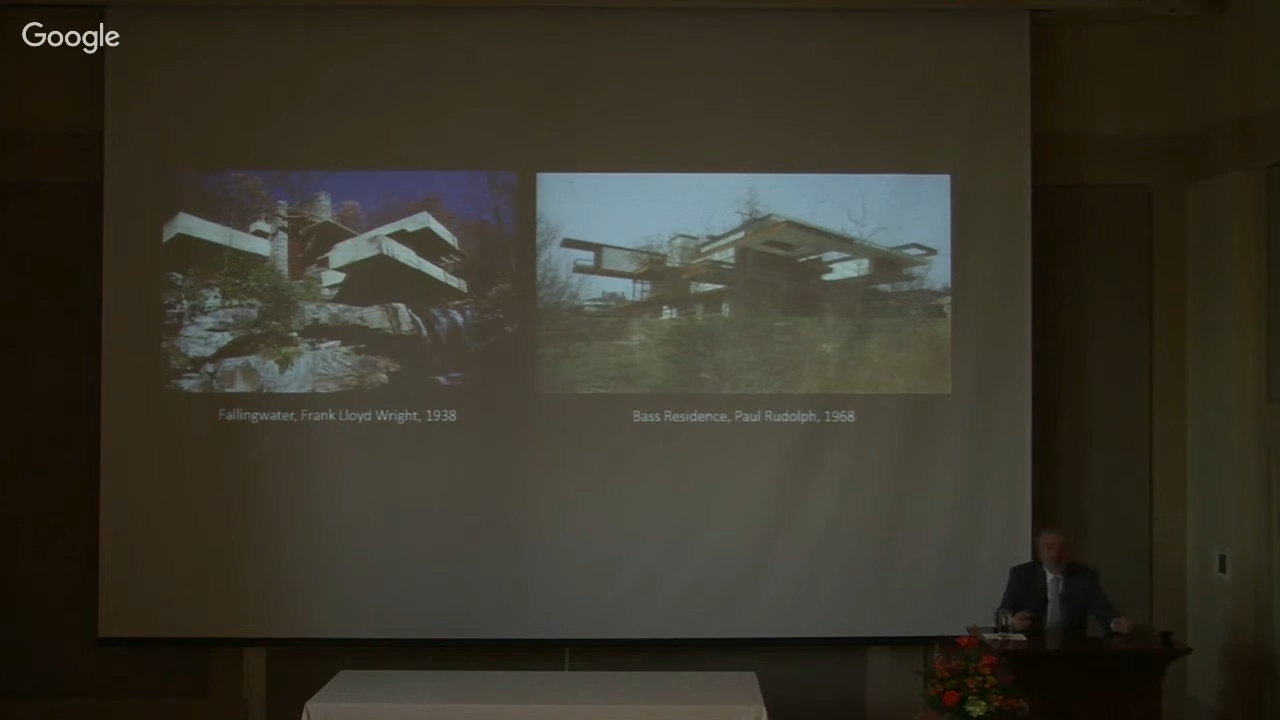 Google
Fallingwater, Frank Lloyd Wright, 1938
Bass Residence, Paul Rudolph, 1968